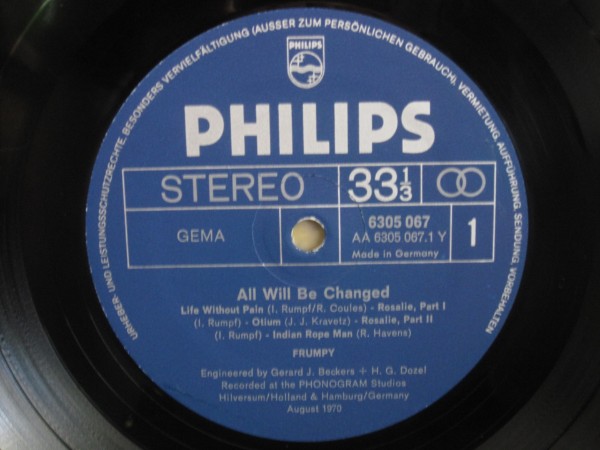 URHEBER- UND LEISTUNGSSCHUTZRECHTE, BESONDERS VERVIELFÄLTIGUNG (AUSSER ZUM PERSÖNLICHEN GEBRAUCH), VERMIETUNG, AUFFÜHRUNG, SENDUNG, VORBEHALTEN
PHILIPS
PHILIPS
STEREO 33⅓
GEMA 6305 067 1
AA 6305 067.1 Y
Made in Germany
All Will Be Changed
Life Without Pain (I. Rumpf/R. Coules) - Rosalie, Part I
(I. Rumpf) - Otium (J. J. Kravetz) - Rosalie, Part II
(I. Rumpf) - Indian Rope Man (R. Havens)
FRUMPY
Engineered by Gerard J. Beckers + H. G. Dozel
Recorded at the PHONOGRAM Studios
Hilversum/Holland & Hamburg/Germany
August 1970